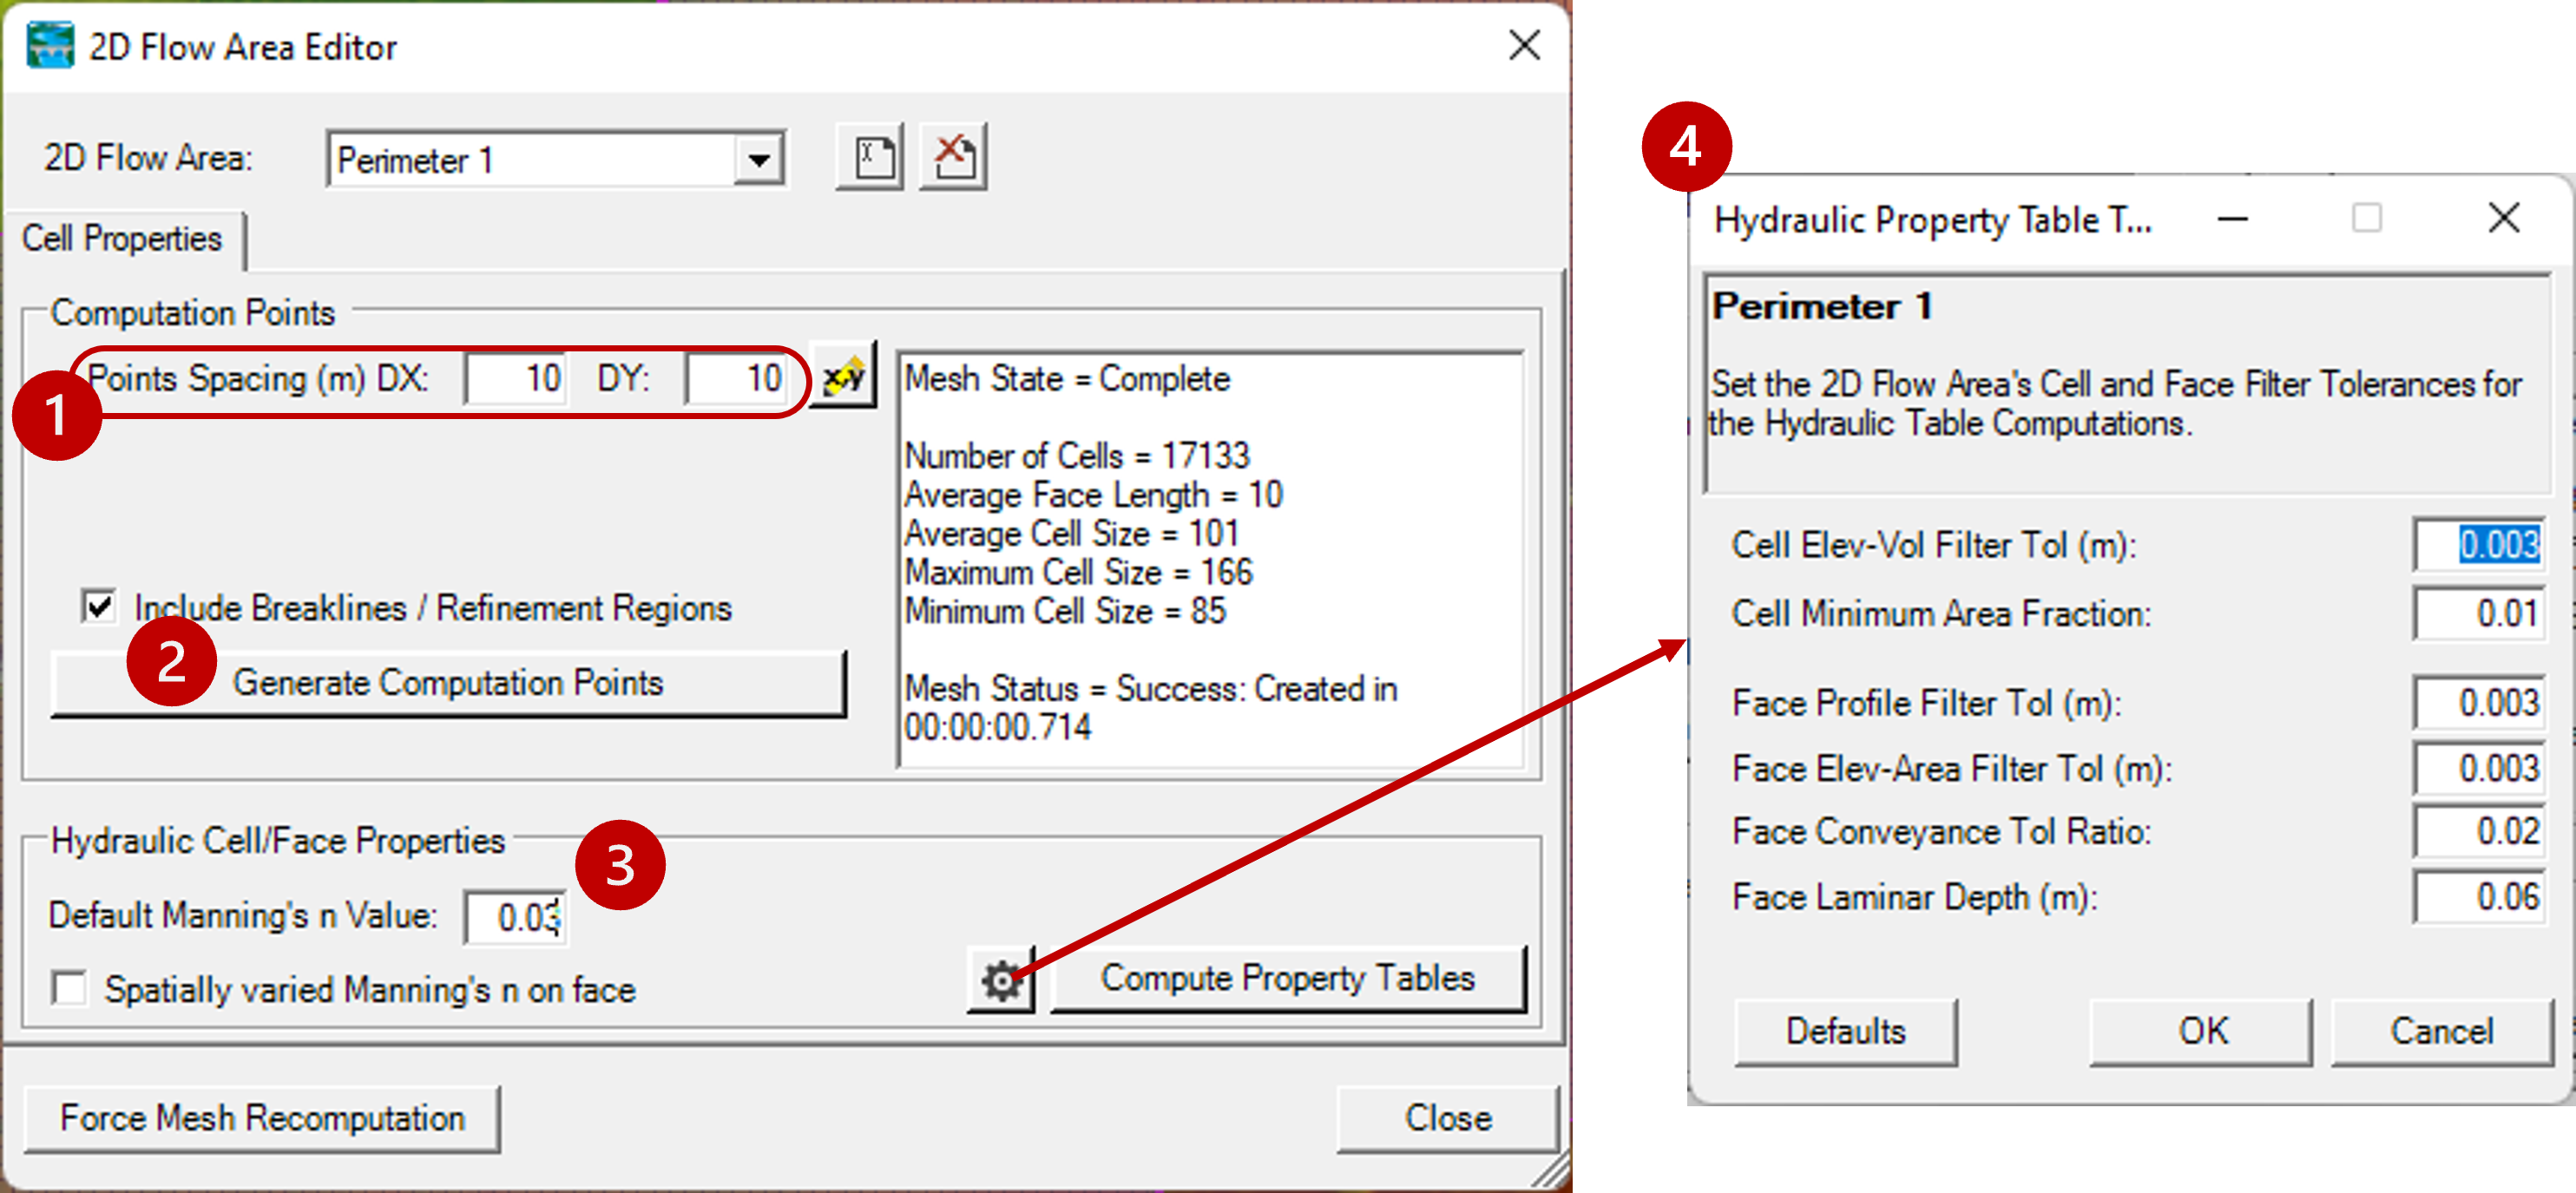 2D Flow Area Editor
2D Flow Area:
Perimeter 1
Cell Properties
Computation Points
1
Points Spacing (m) DX:
10
DY:
10
x,y
Include Breaklines / Refinement Regions
2
Generate Computation Points
Mesh State = Complete
Number of Cells = 17133
Average Face Length = 10
Average Cell Size = 101
Maximum Cell Size = 166
Minimum Cell Size = 85
Mesh Status = Success: Created in
00:00:00.714
Hydraulic Cell/Face Properties
3
Default Manning's n Value:
0.03
Spatially varied Manning's n on face
Compute Property Tables
Force Mesh Recomputation
Close
4
Hydraulic Property Table T...
Perimeter 1
Set the 2D Flow Area's Cell and Face Filter Tolerances for
the Hydraulic Table Computations.
Cell Elev-Vol Filter Tol (m):
0.003
Cell Minimum Area Fraction:
0.01
Face Profile Filter Tol (m):
0.003
Face Elev-Area Filter Tol (m):
0.003
Face Conveyance Tol Ratio:
0.02
Face Laminar Depth (m):
0.06
Defaults
OK
Cancel